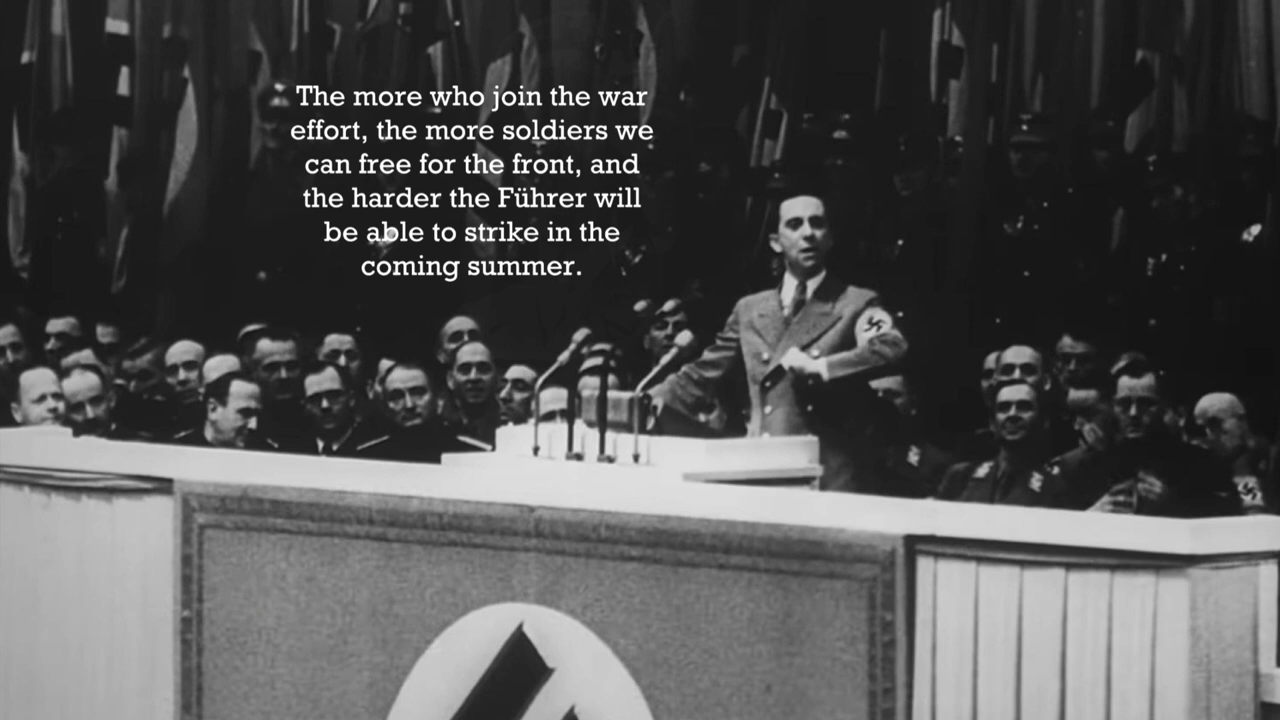 The more who join the war
effort, the more soldiers we
can free for the front, and
the harder the Führer will
be able to strike in the
coming summer.